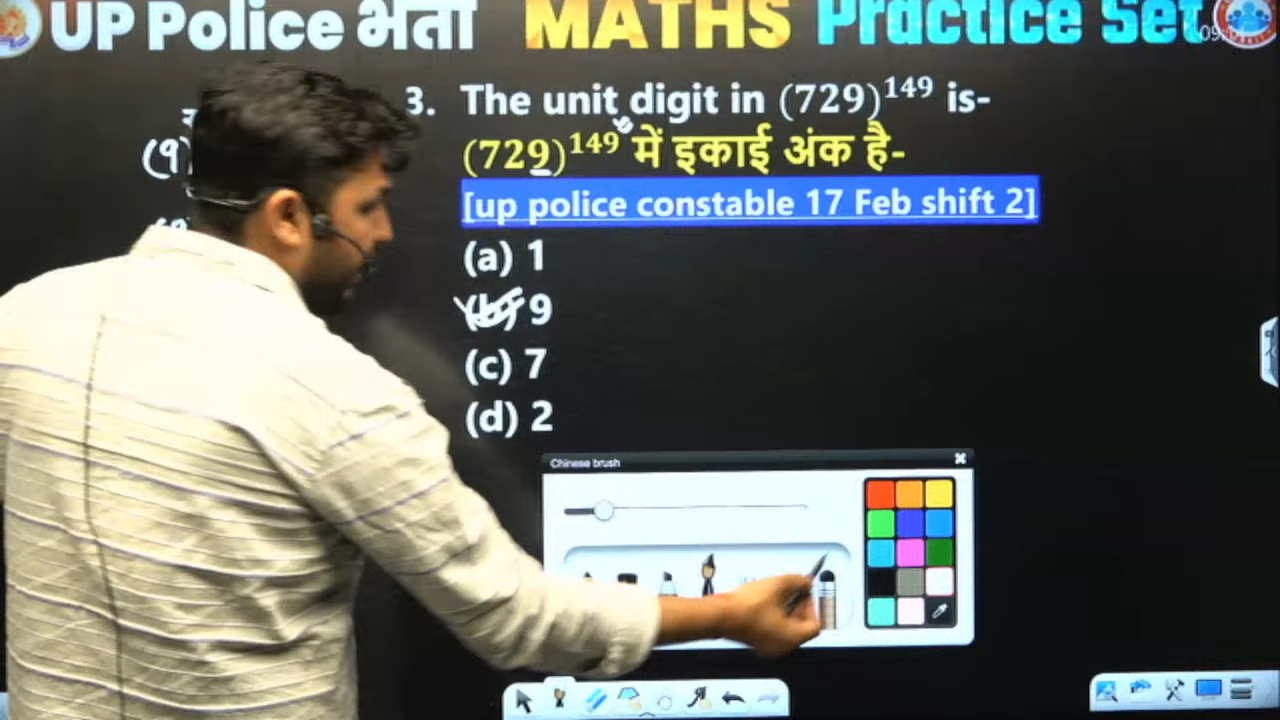 UP Police भर्ती MATHS Practice Set
3. The unit digit in (729)¹⁴⁹ is-
(१)
(729)¹⁴⁹ में इकाई अंक है-
[up police constable 17 Feb shift 2]
(a) 1
(b) 9
(c) 7
(d) 2
Chinese brush